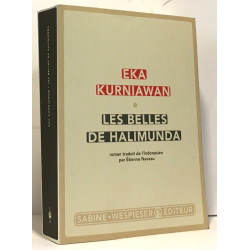 EKA
KURNIAWAN
LES BELLES
DE HALIMUNDA
roman traduit de l'indonésien
par Étienne Naveau
SABINE WESPIESER ÉDITEUR